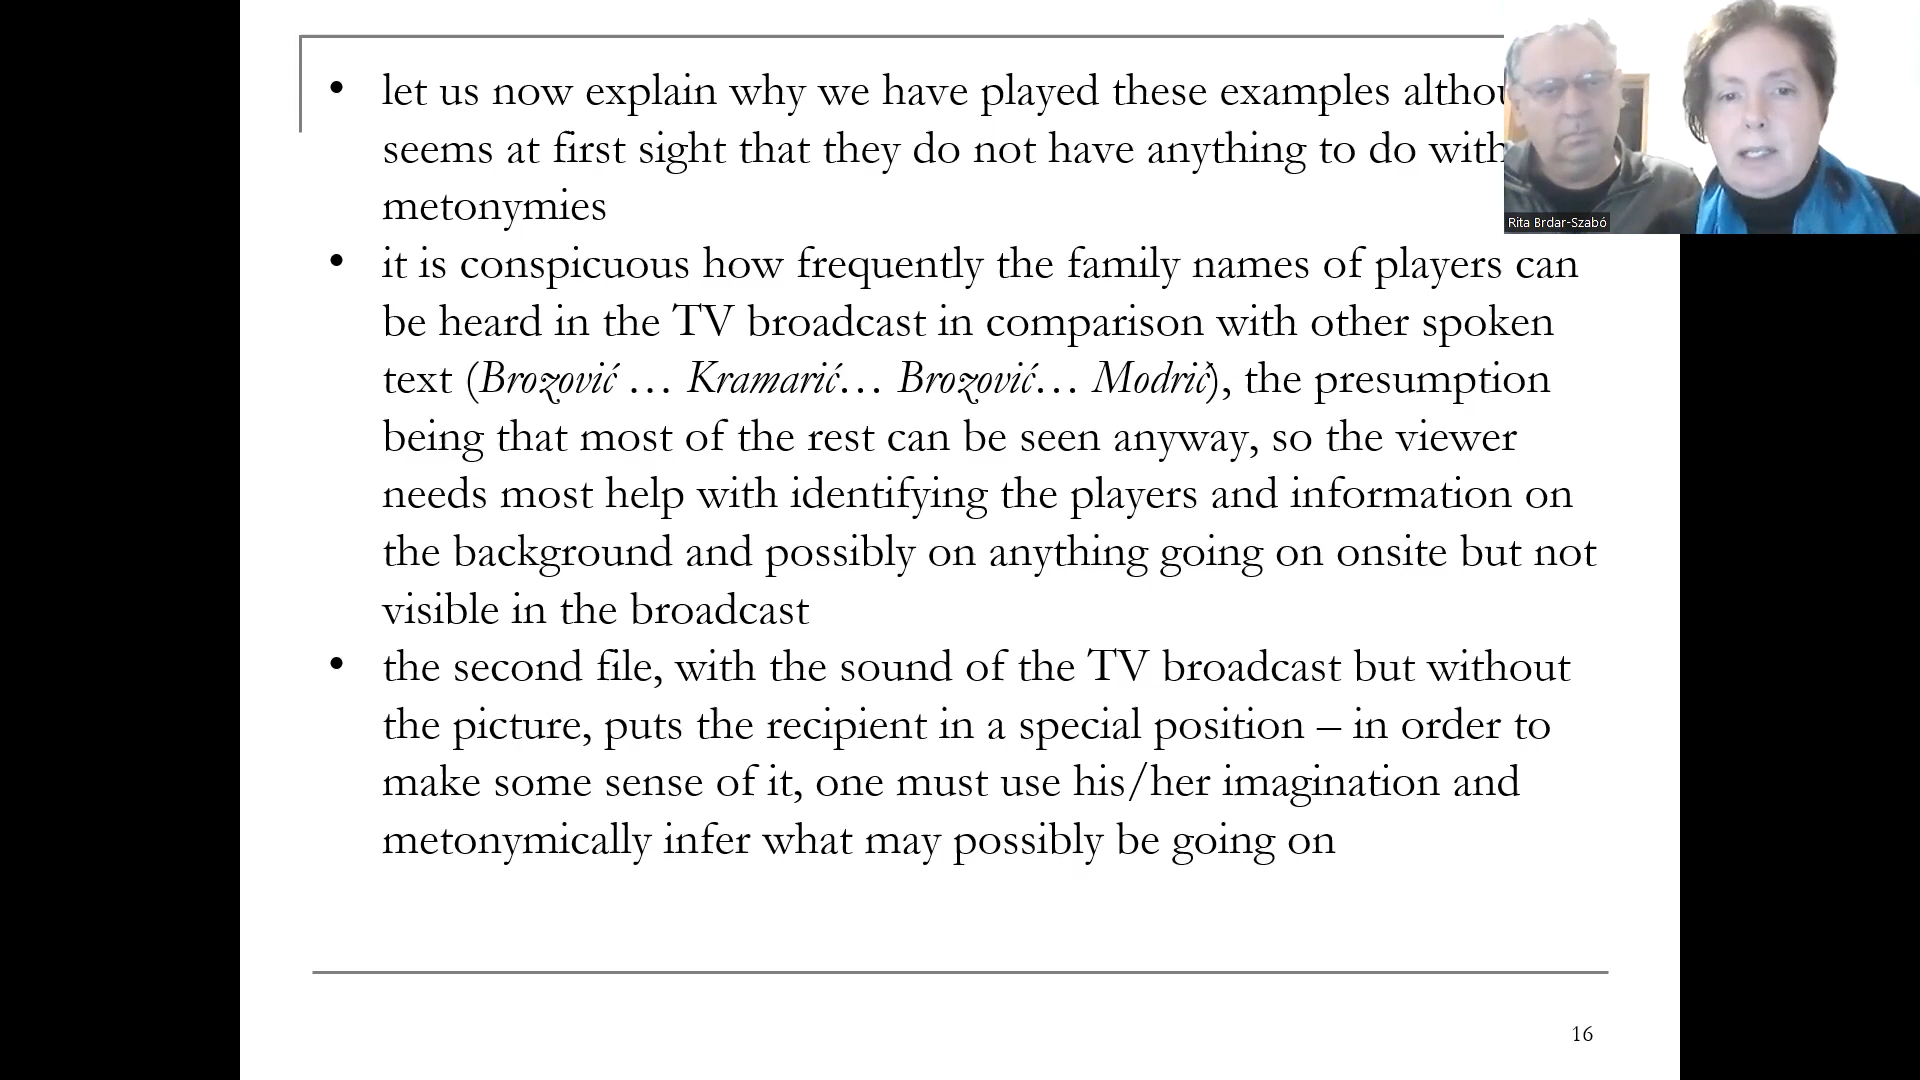 let us now explain why we have played these examples
seems at first sight that they do not have anything to do with
metonymies
it is conspicuous how frequently the family names of players can
be heard in the TV broadcast in comparison with other spoken
text (Brozović … Kramarić… Brozović… Modrić), the presumption
being that most of the rest can be seen anyway, so the viewer
needs most help with identifying the players and information on
the background and possibly on anything going on onsite but not
visible in the broadcast
the second file, with the sound of the TV broadcast but without
the picture, puts the recipient in a special position – in order to
make some sense of it, one must use his/her imagination and
metonymically infer what may possibly be going on
16
Rita Brdar-Szabó